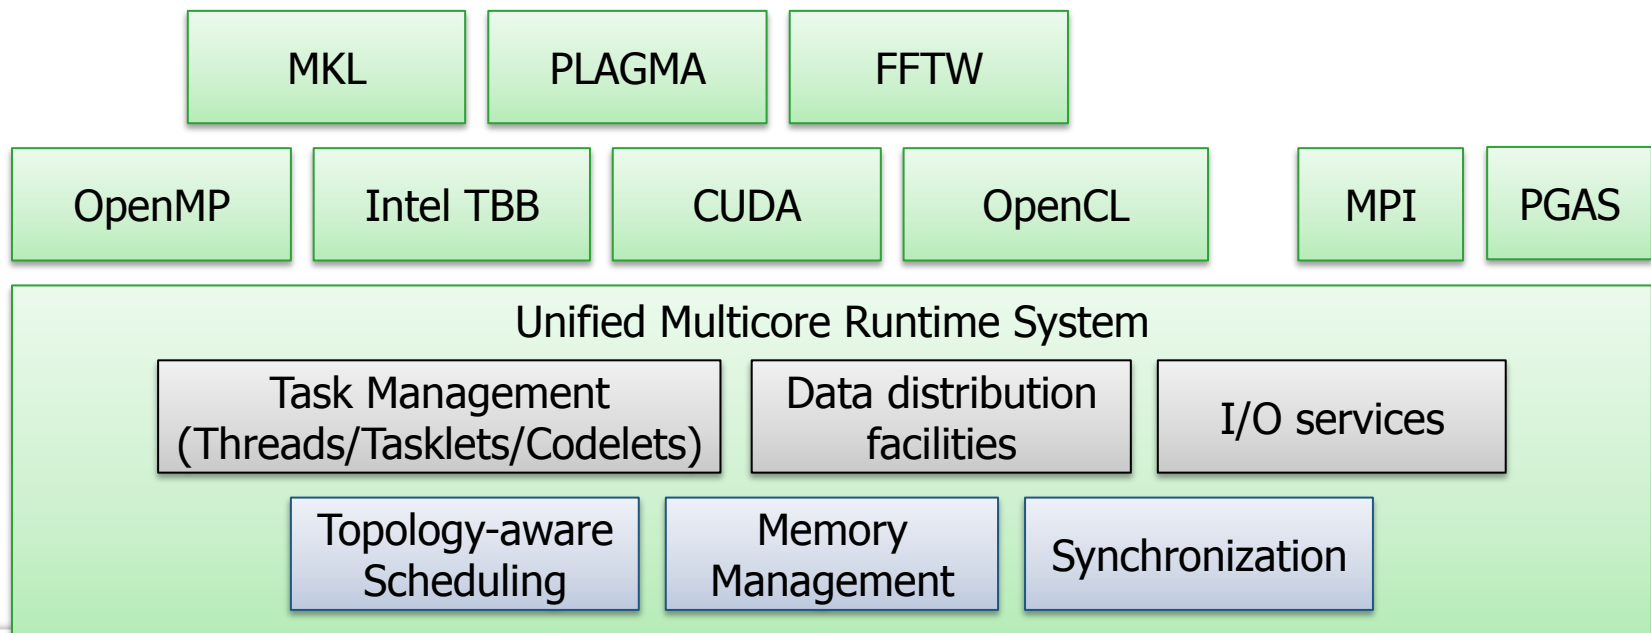 MKL
PLAGMA
FFTW
OpenMP
Intel TBB
CUDA
OpenCL
MPI
PGAS
Unified Multicore Runtime System
Task Management
(Threads/Tasklets/Codelets)
Data distribution
facilities
I/O services
Topology-aware
Scheduling
Memory
Management
Synchronization